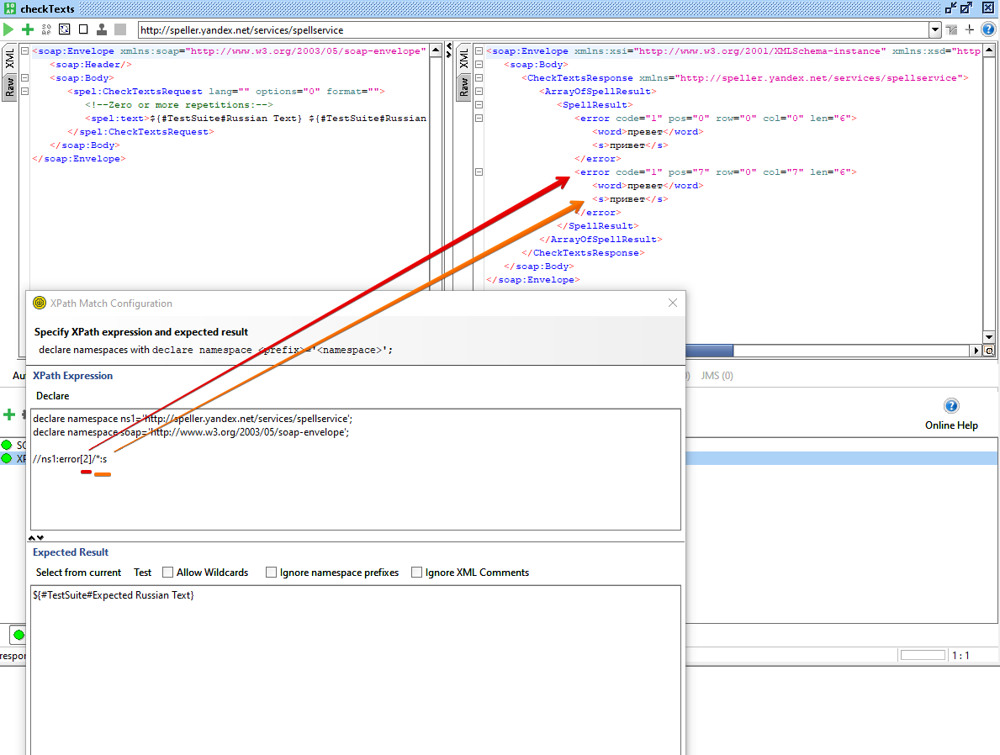 checkTexts
http://speller.yandex.net/services/spellservice
XML
Raw
<soap:Envelope xmlns:soap="http://www.w3.org/2003/05/soap-envelope"
<soap:Header/>
<soap:Body>
<spel:CheckTextsRequest lang="" options="0" format="">
<!--Zero or more repetitions:-->
<spel:text>${#TestSuite#Russian Text} ${#TestSuite#Russian
</spel:CheckTextsRequest>
</soap:Body>
</soap:Envelope>
XML
Raw
<soap:Envelope xmlns:xsi="http://www.w3.org/2001/XMLSchema-instance" xmlns:xsd="http
<soap:Body>
<CheckTextsResponse xmlns="http://speller.yandex.net/services/spellservice">
<ArrayOfSpellResult>
<SpellResult>
<error code="1" pos="0" row="0" col="0" len="6">
<word>превет</word>
<s>привет</s>
</error>
<error code="1" pos="7" row="0" col="7" len="6">
<word>превет</word>
<s>привет</s>
</error>
</SpellResult>
</ArrayOfSpellResult>
</CheckTextsResponse>
</soap:Body>
</soap:Envelope>
XPath Match Configuration
Specify XPath expression and expected result
declare namespaces with declare namespace <prefix>='<namespace>';
JMS (0)
XPath Expression
Declare
declare namespace ns1='http://speller.yandex.net/services/spellservice';
declare namespace soap='http://www.w3.org/2003/05/soap-envelope';
//ns1:error[2]/*:s
Online Help
Expected Result
Select from current Test Allow Wildcards Ignore namespace prefixes Ignore XML Comments
${#TestSuite#Expected Russian Text}
1 : 1